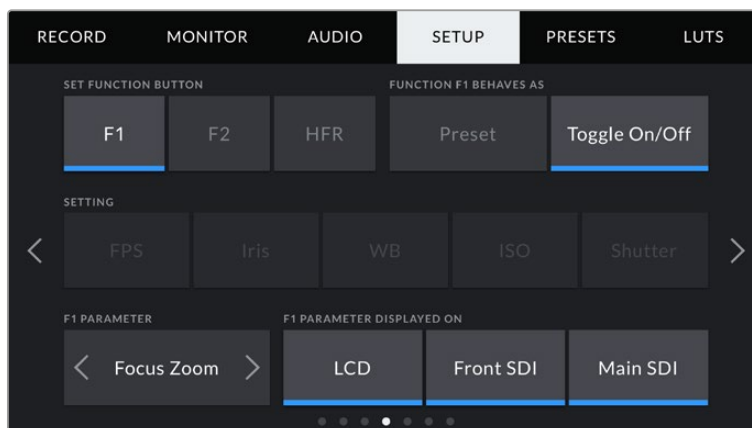 RECORD MONITOR AUDIO SETUP PRESETS LUTS
SET FUNCTION BUTTON FUNCTION F1 BEHAVES AS
F1 F2 HFR Preset Toggle On/Off
SETTING
FPS Iris WB ISO Shutter
F1 PARAMETER F1 PARAMETER DISPLAYED ON
Focus Zoom LCD Front SDI Main SDI